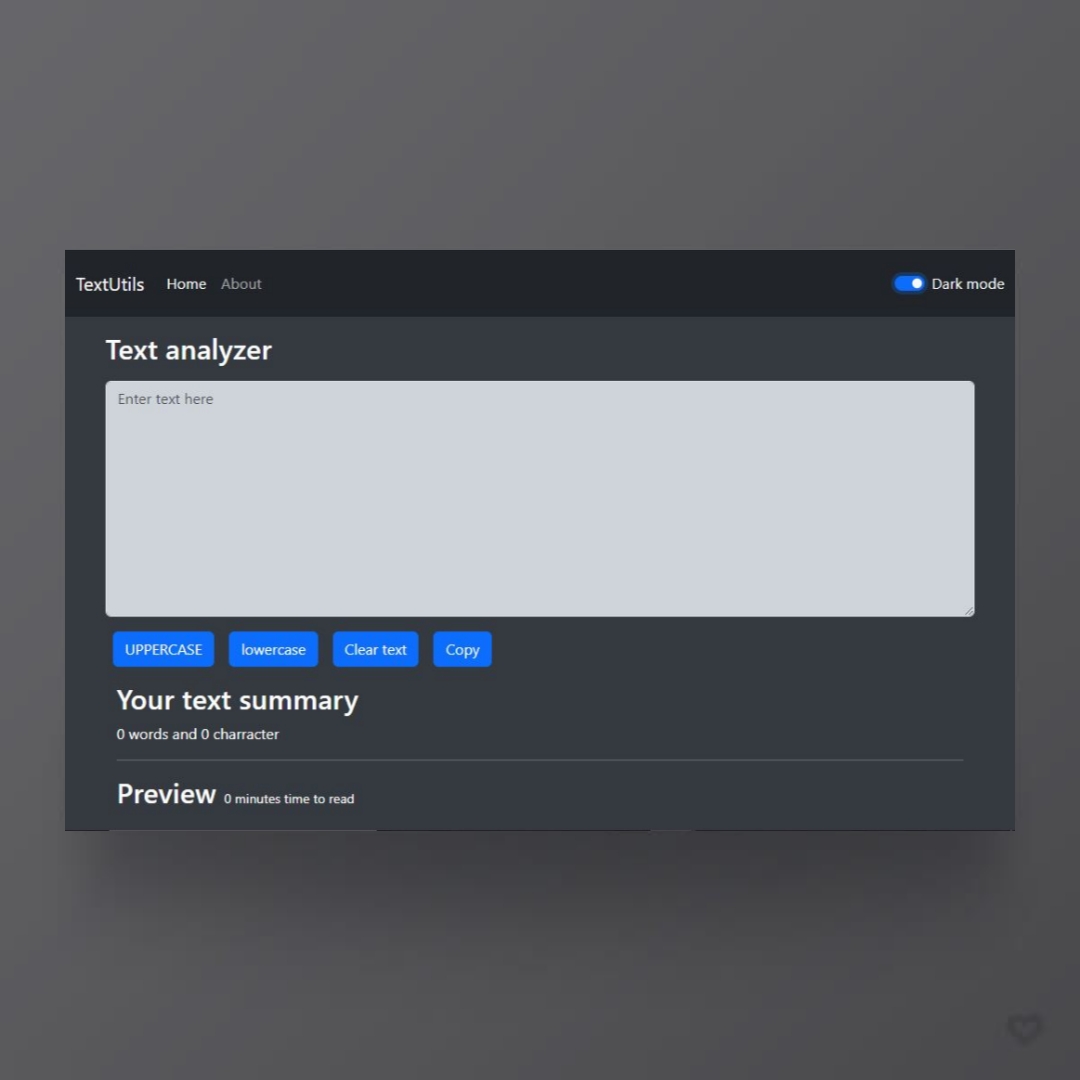 TextUtils Home About Dark mode
Text analyzer
Enter text here
UPPERCASE lowercase Clear text Copy
Your text summary
0 words and 0 charracter
Preview 0 minutes time to read